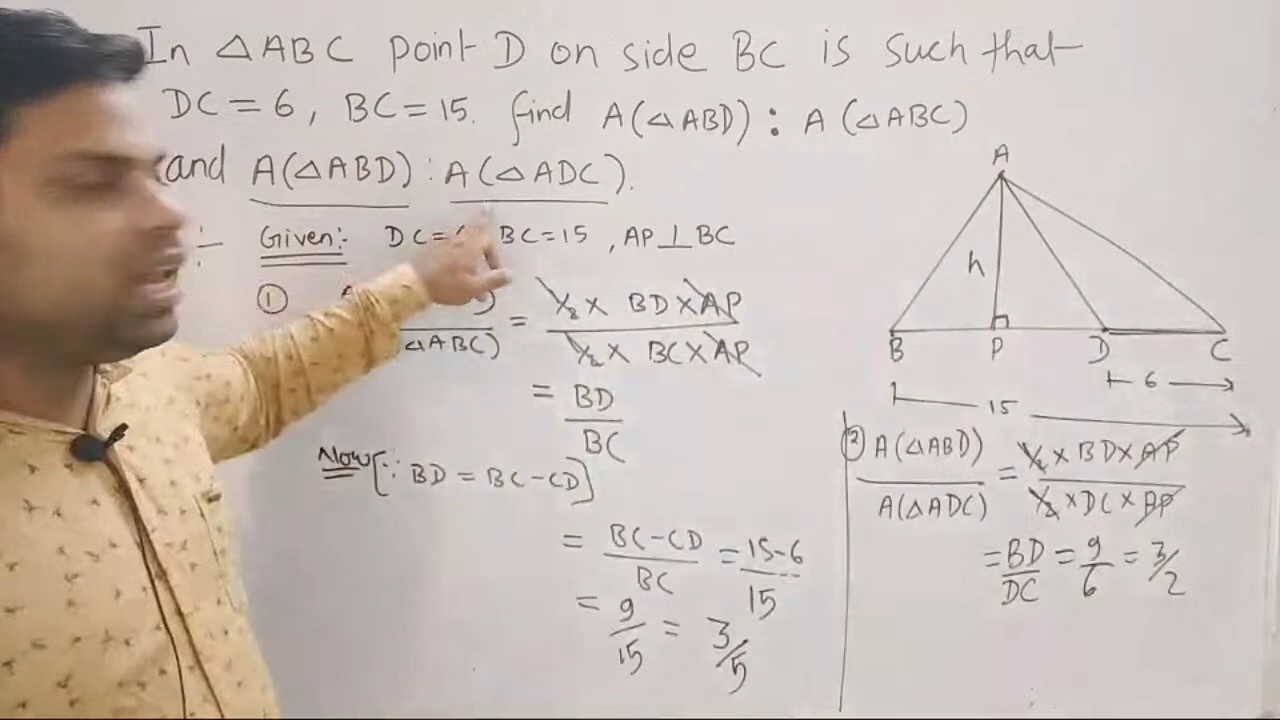 In △ABC point D on side BC is such that
DC = 6, BC = 15. find A(△ABD) : A(△ABC)
and A(△ABD) : A(△ADC).
Given:- DC= BC=15, AP⊥BC
①
△ABC) = ½ × BD × AP / ½ × BC × AP
= BD / BC
Now [∵ BD = BC-CD]
= BC-CD / BC = 15-6 / 15
= 9/15 = 3/5
A
h
B P D C
6
15
② A(△ABD) / A(△ADC) = ½ × BD × AP / ½ × DC × AP
= BD/DC = 9/6 = 3/2